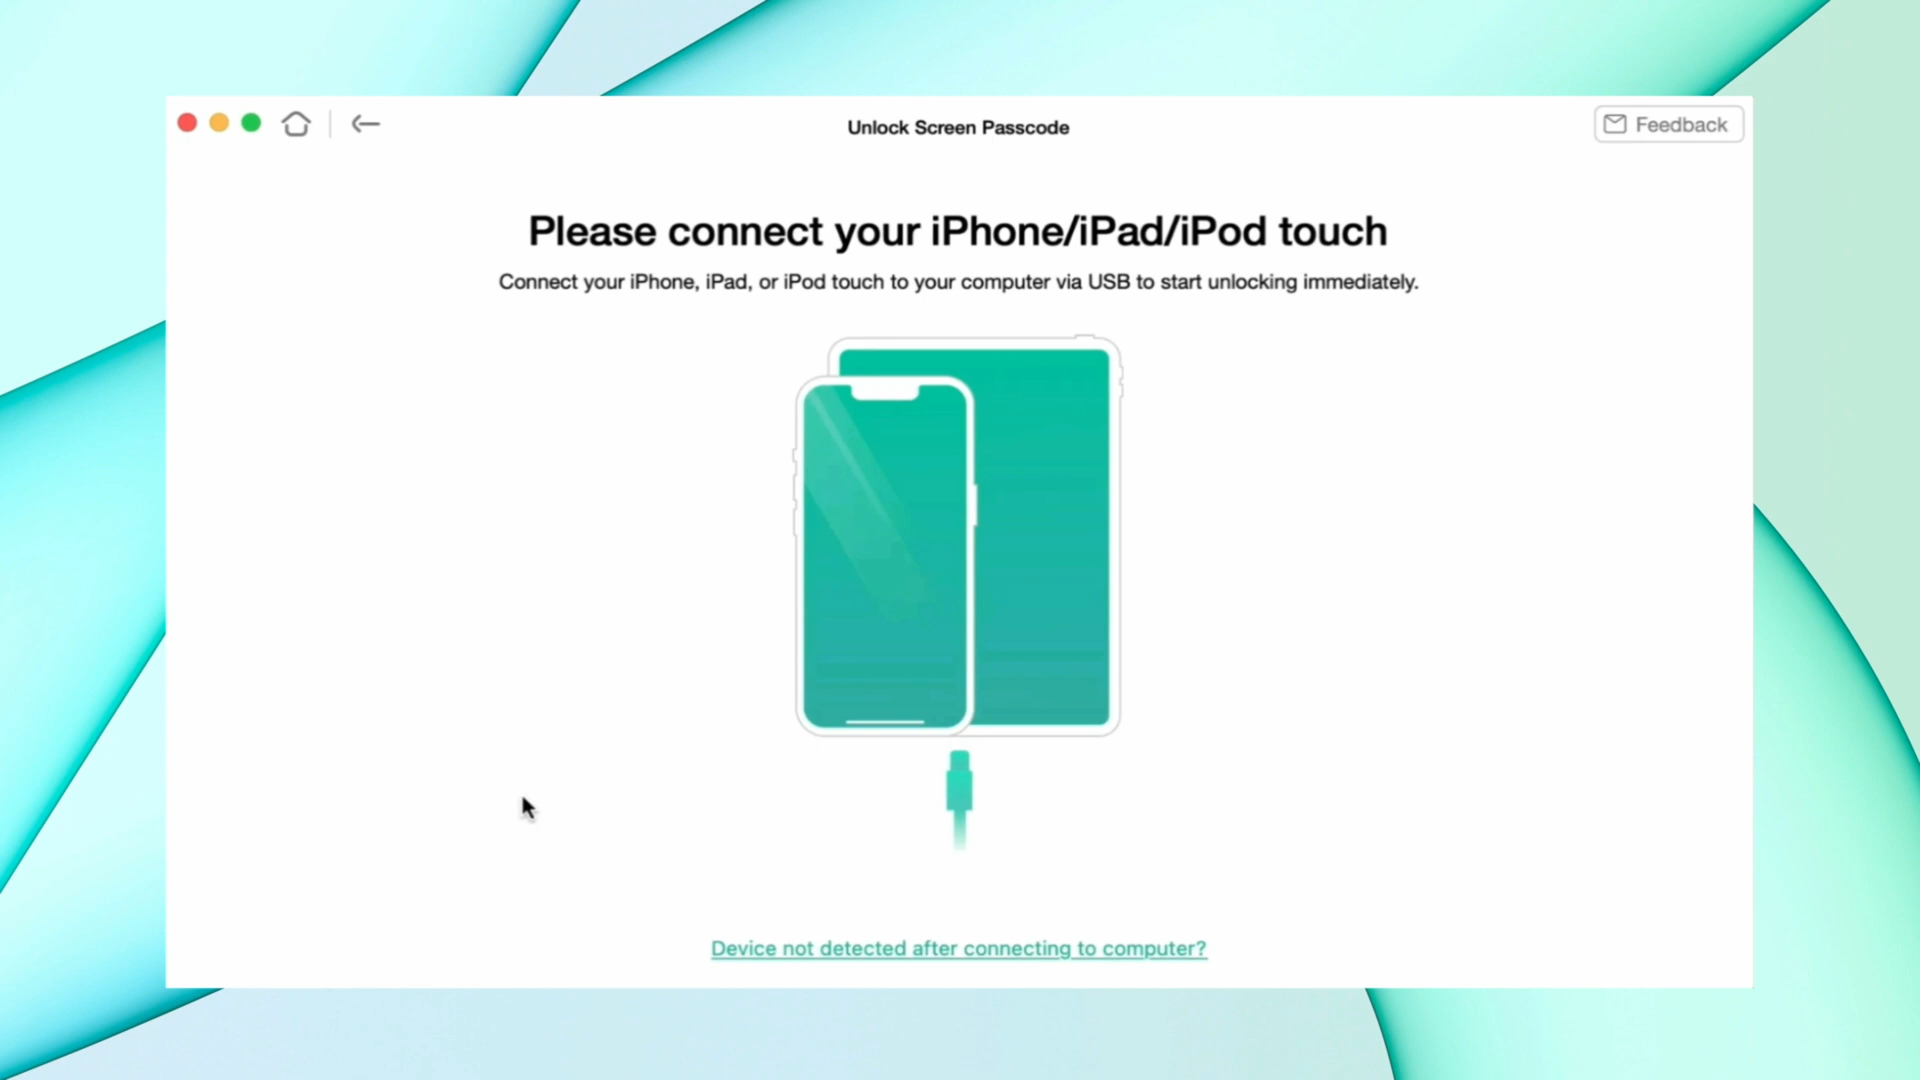 Unlock Screen Passcode
Feedback
Please connect your iPhone/iPad/iPod touch
Connect your iPhone, iPad, or iPod touch to your computer via USB to start unlocking immediately.
Device not detected after connecting to computer?